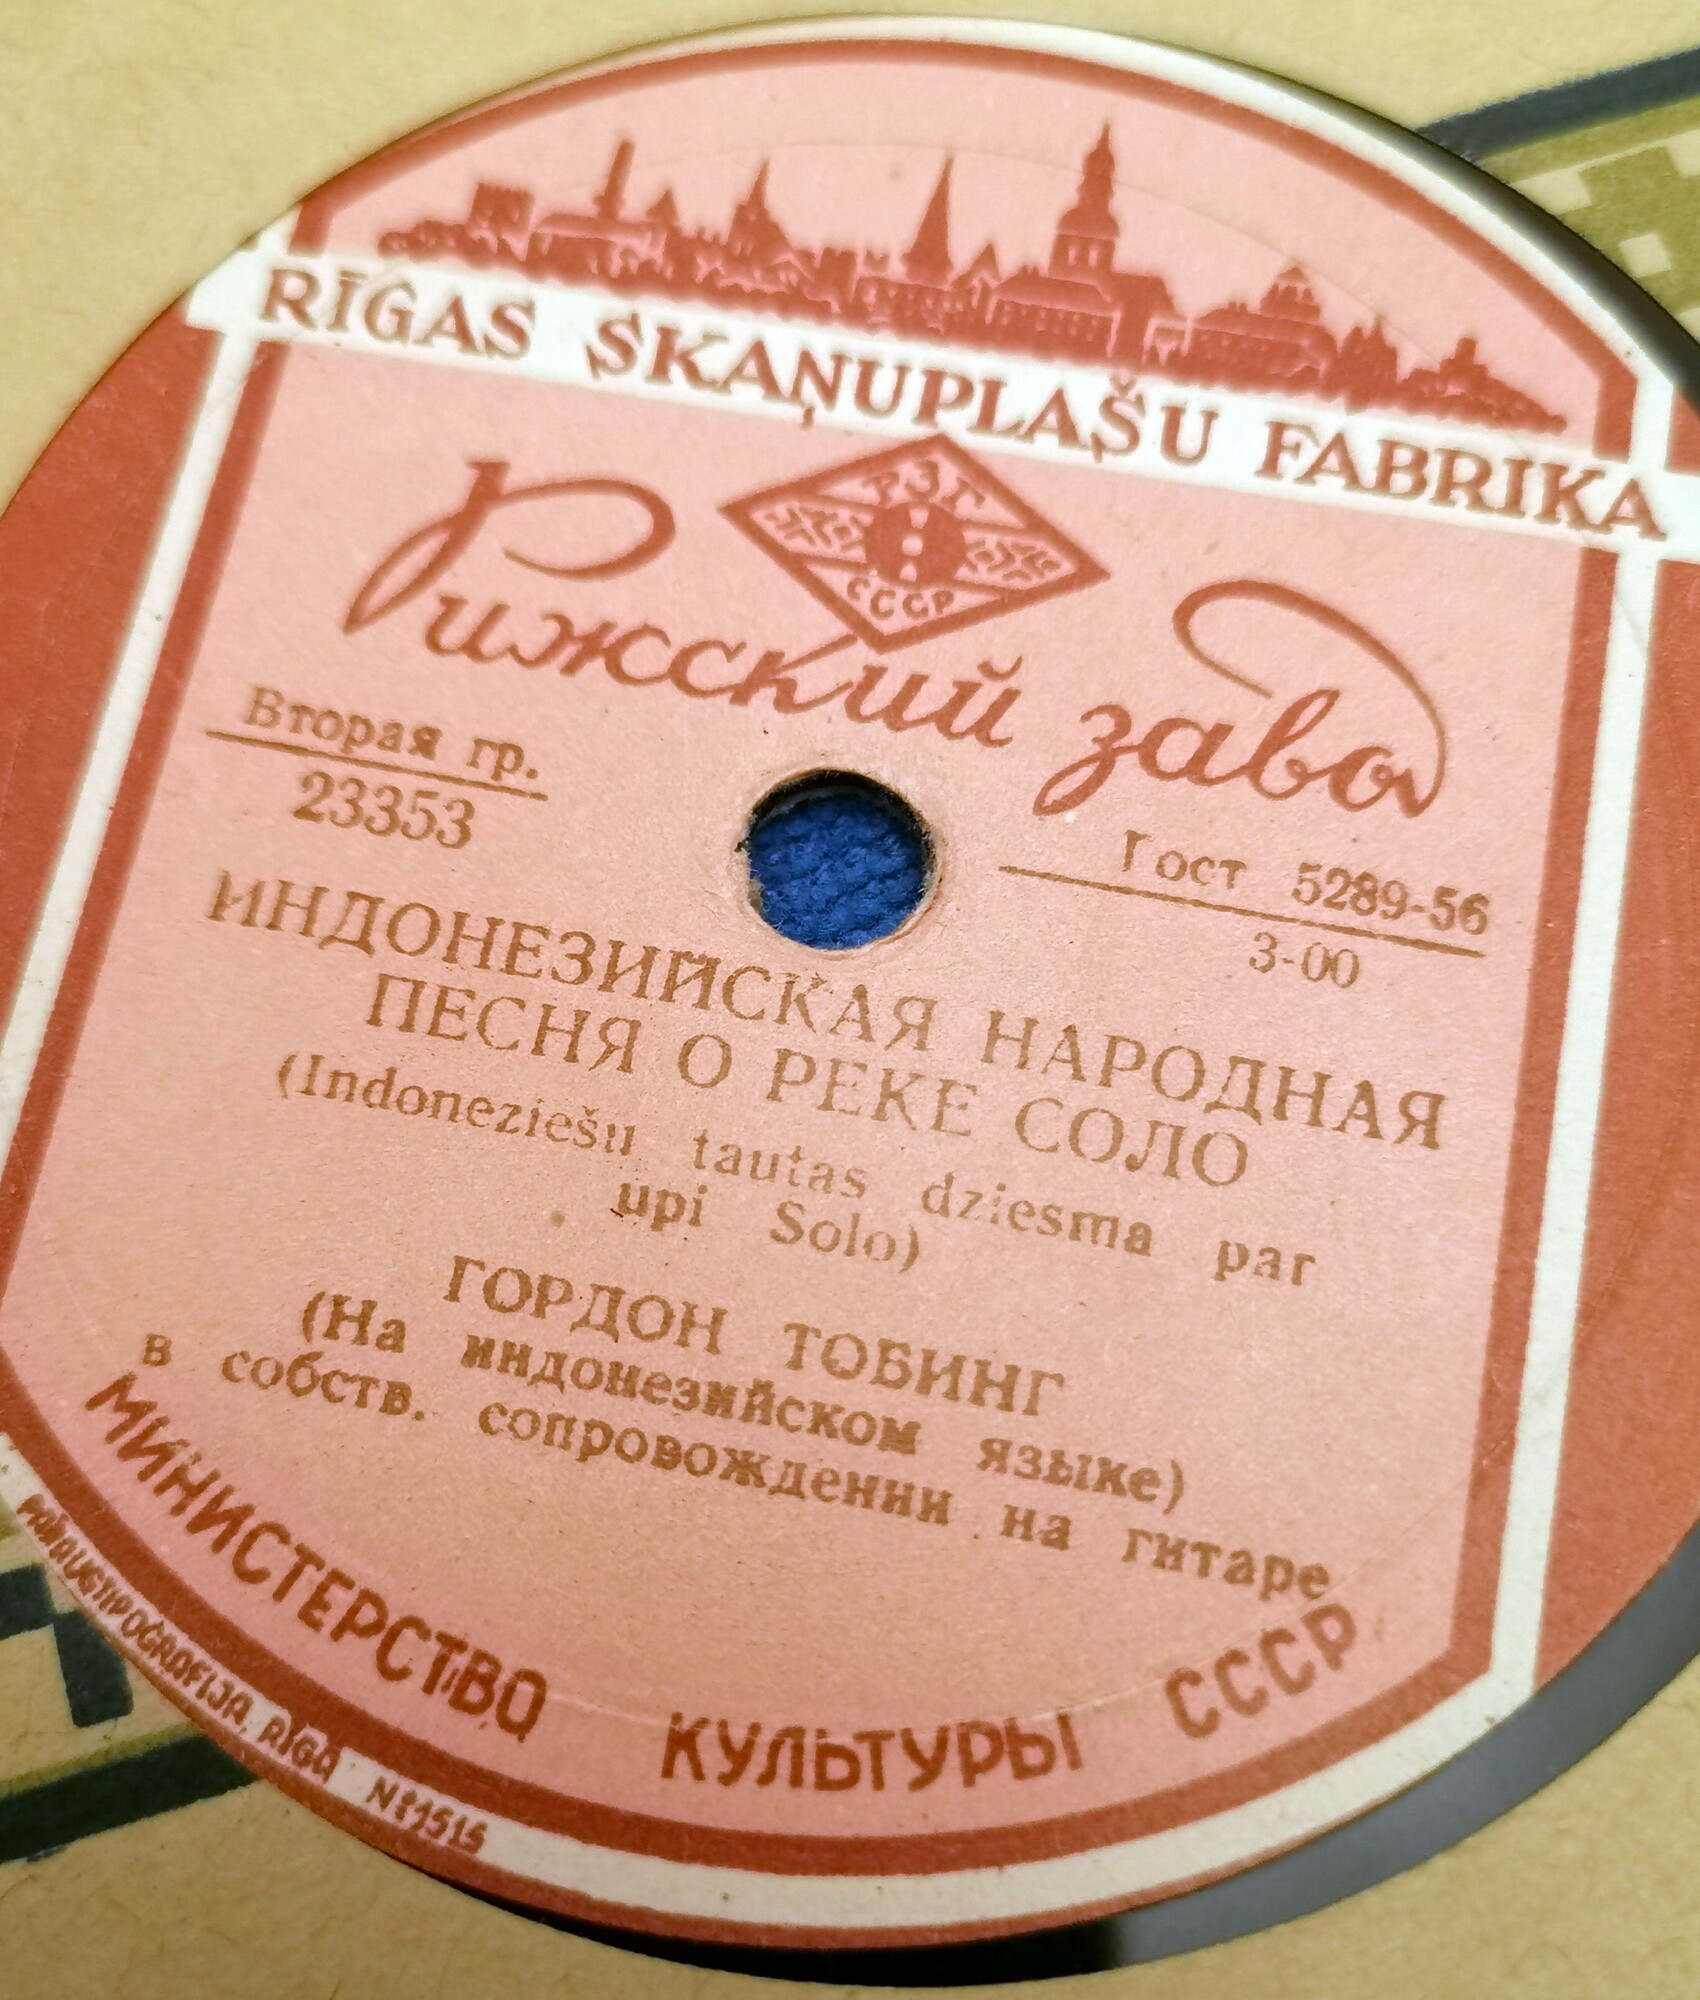 RĪGAS SKAŅUPLAŠU FABRIKA
РЗГ
СССР
Рижский завод
Вторая гр.
23353
Гост 5289-56
3-00
ИНДОНЕЗИЙСКАЯ НАРОДНАЯ
ПЕСНЯ О РЕКЕ СОЛО
(Indoneziešu tautas dziesma par
upi Solo)
ГОРДОН ТОБИНГ
(На индонезийском языке)
в собств. сопровождении на гитаре
МИНИСТЕРСТВО КУЛЬТУРЫ СССР
RĪGĀ